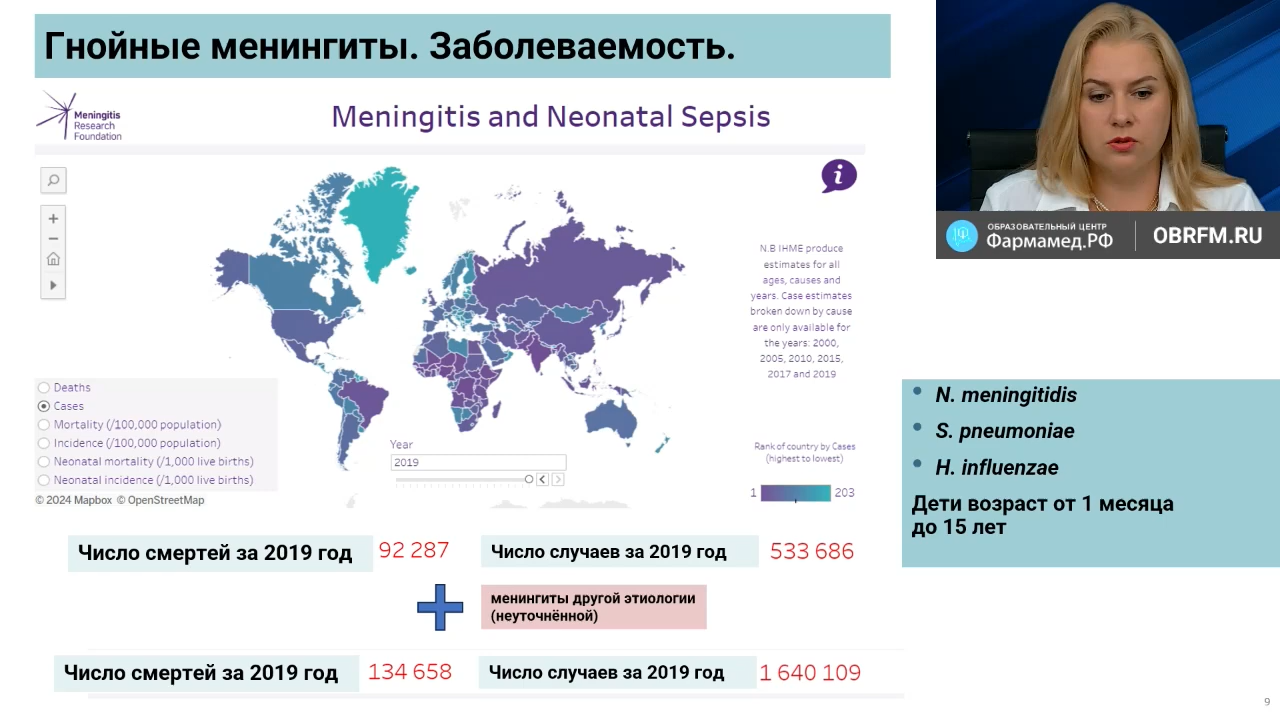 Гнойные менингиты. Заболеваемость.
Meningitis
Research
Foundation
Meningitis and Neonatal Sepsis
i
ОБРАЗОВАТЕЛЬНЫЙ ЦЕНТР
Фармамед.РФ
OBRFM.RU
N.B IHME produce
estimates for all
ages, causes and
years. Case estimates
broken down by cause
are only available for
the years: 2000,
2005, 2010, 2015,
2017 and 2019
Deaths
Cases
Mortality (/100,000 population)
Incidence (/100,000 population)
Neonatal mortality (/1,000 live births)
Neonatal incidence (/1,000 live births)
© 2024 Mapbox © OpenStreetMap
Year
2019
Rank of country by Cases
(highest to lowest)
1 203
• N. meningitidis
• S. pneumoniae
• H. influenzae
Дети возраст от 1 месяца
до 15 лет
Число смертей за 2019 год 92 287 Число случаев за 2019 год 533 686
менингиты другой этиологии
(неуточнённой)
Число смертей за 2019 год 134 658 Число случаев за 2019 год 1 640 109
9